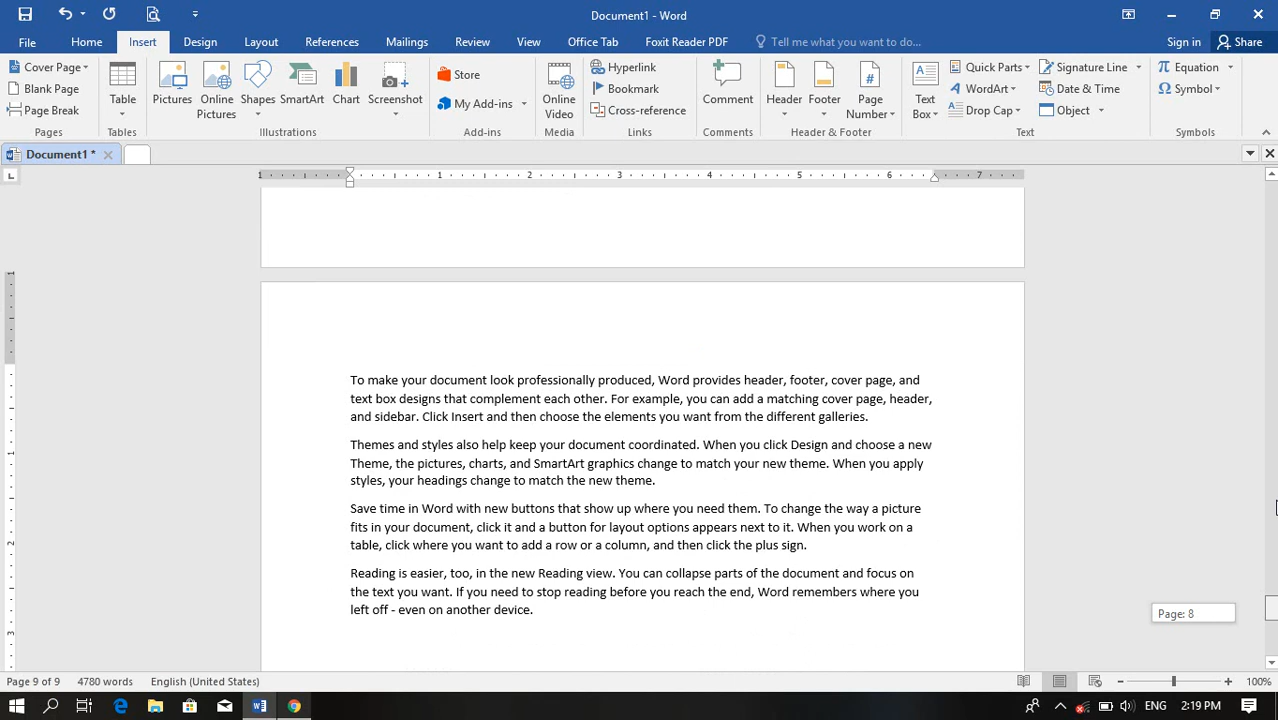 Document1 - Word
File Home Insert Design Layout References Mailings Review View Office Tab Foxit Reader PDF Tell me what you want to do... Sign in Share
Cover Page
Blank Page
Page Break
Pages
Table
Tables
Pictures
Online
Pictures
Shapes
SmartArt
Chart
Screenshot
Illustrations
Store
My Add-ins
Add-ins
Online
Video
Media
Hyperlink
Bookmark
Cross-reference
Links
Comment
Comments
Header
Footer
Page
Number
Header & Footer
Text
Box
Quick Parts
WordArt
Drop Cap
Signature Line
Date & Time
Object
Text
Equation
Symbol
Symbols
Document1 *
1 1 2 3 4 5 6 7
1
1
2
3
To make your document look professionally produced, Word provides header, footer, cover page, and
text box designs that complement each other. For example, you can add a matching cover page, header,
and sidebar. Click Insert and then choose the elements you want from the different galleries.
Themes and styles also help keep your document coordinated. When you click Design and choose a new
Theme, the pictures, charts, and SmartArt graphics change to match your new theme. When you apply
styles, your headings change to match the new theme.
Save time in Word with new buttons that show up where you need them. To change the way a picture
fits in your document, click it and a button for layout options appears next to it. When you work on a
table, click where you want to add a row or a column, and then click the plus sign.
Reading is easier, too, in the new Reading view. You can collapse parts of the document and focus on
the text you want. If you need to stop reading before you reach the end, Word remembers where you
left off - even on another device.
Page: 8
Page 9 of 9 4780 words English (United States) 100%
ENG 2:19 PM